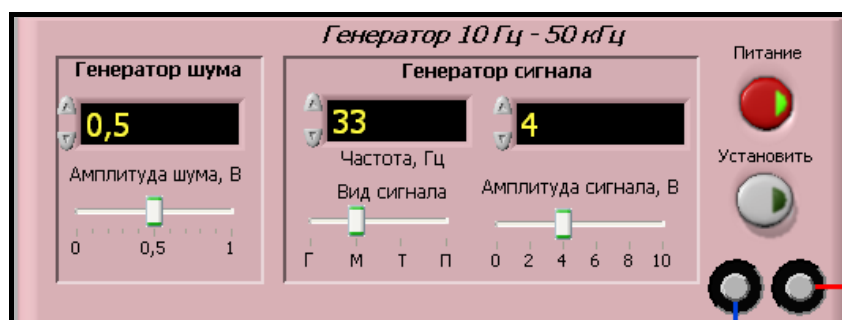 Генератор 10 Гц - 50 кГц
Генератор шума
0,5
Амплитуда шума, В
0 0,5 1
Генератор сигнала
33
Частота, Гц
Вид сигнала
Г М Т П
4
Амплитуда сигнала, В
0 2 4 6 8 10
Питание
Установить